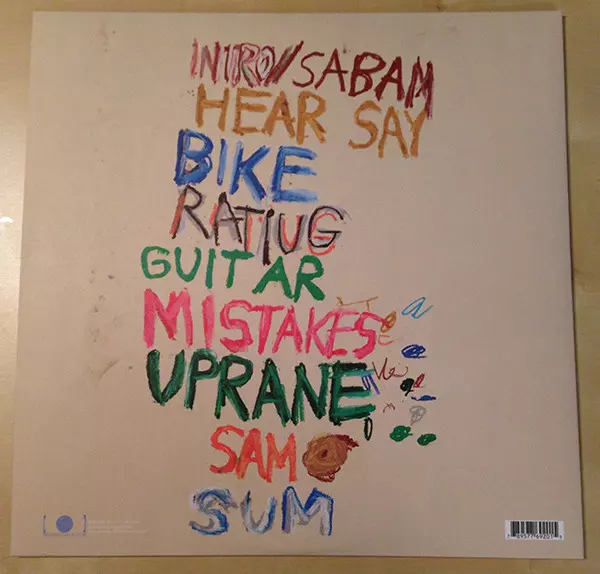 INTRO/SABAM
HEAR SAY
BIKE
RATIUG
GUITAR
MISTAKES
UPRANE
SAM
SUM